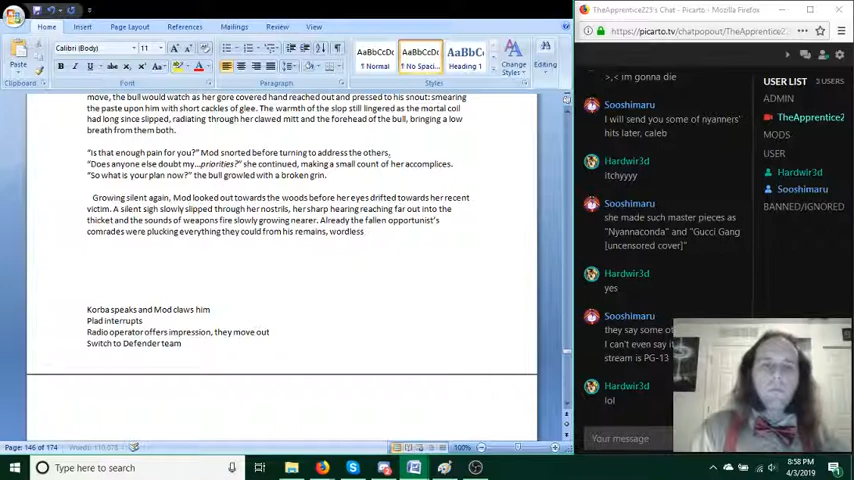 Home
Insert
Page Layout
References
Mailings
Review
View
Paste
Calibri (Body)
11
Clipboard
Font
Paragraph
AaBbCcDc
AaBbCcDc
AaBbCc
¶ Normal
¶ No Spaci...
Heading 1
Change
Styles
Styles
Editing
move, the bull would watch as her gore covered hand reached out and pressed to his snout: smearing
the paste upon him with short cackles of glee. The warmth of the slop still lingered as the mortal coil
had long since slipped, radiating through her clawed mitt and the forehead of the bull, bringing a low
breath from them both.
“Is that enough pain for you?” Mod snorted before turning to address the others,
“Does anyone else doubt my...priorities?” she continued, making a small count of her accomplices.
“So what is your plan now?” the bull growled with a broken grin.
Growing silent again, Mod looked out towards the woods before her eyes drifted towards her recent
victim. A silent sigh slowly slipped through her nostrils, her sharp hearing reaching far out into the
thicket and the sounds of weapons fire slowly growing nearer. Already the fallen opportunist’s
comrades were plucking everything they could from his remains, wordless
Korba speaks and Mod claws him
Plad interrupts
Radio operator offers impression, they move out
Switch to Defender team
Page: 146 of 174
Words: 110,078
100%
TheApprentice225's Chat - Picarto - Mozilla Firefox
https://picarto.tv/chatpopout/TheApprentice22
>,< im gonna die
Sooshimaru
I will send you some of nyanners'
hits later, caleb
Hardwir3d
itchyyyy
Sooshimaru
she made such master pieces as
"Nyannaconda" and "Gucci Gang
[uncensored cover]"
Hardwir3d
yes
Sooshimaru
they say some of
I can't even say i
stream is PG-13
Hardwir3d
lol
Your message
USER LIST
3 USERS
ADMIN
TheApprentice2
MODS.
USER
Hardwir3d
Sooshimaru
BANNED/IGNORED
Type here to search
8:58 PM
4/3/2019